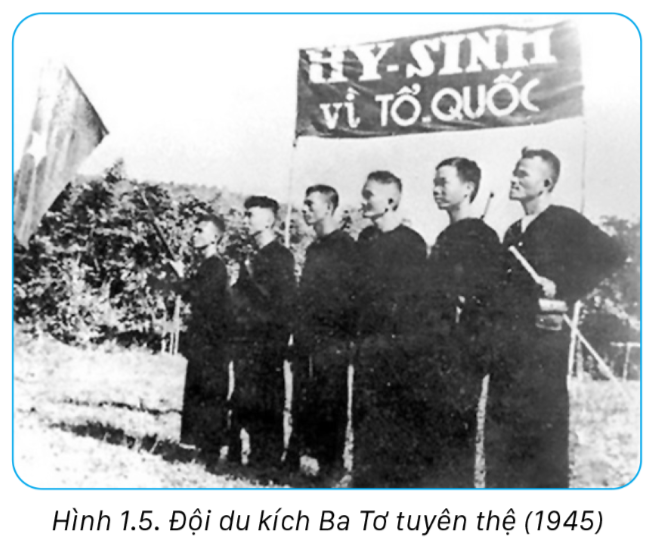 HY-SINH
vì TỔ-QUỐC
Hình 1.5. Đội du kích Ba Tơ tuyên thệ (1945)